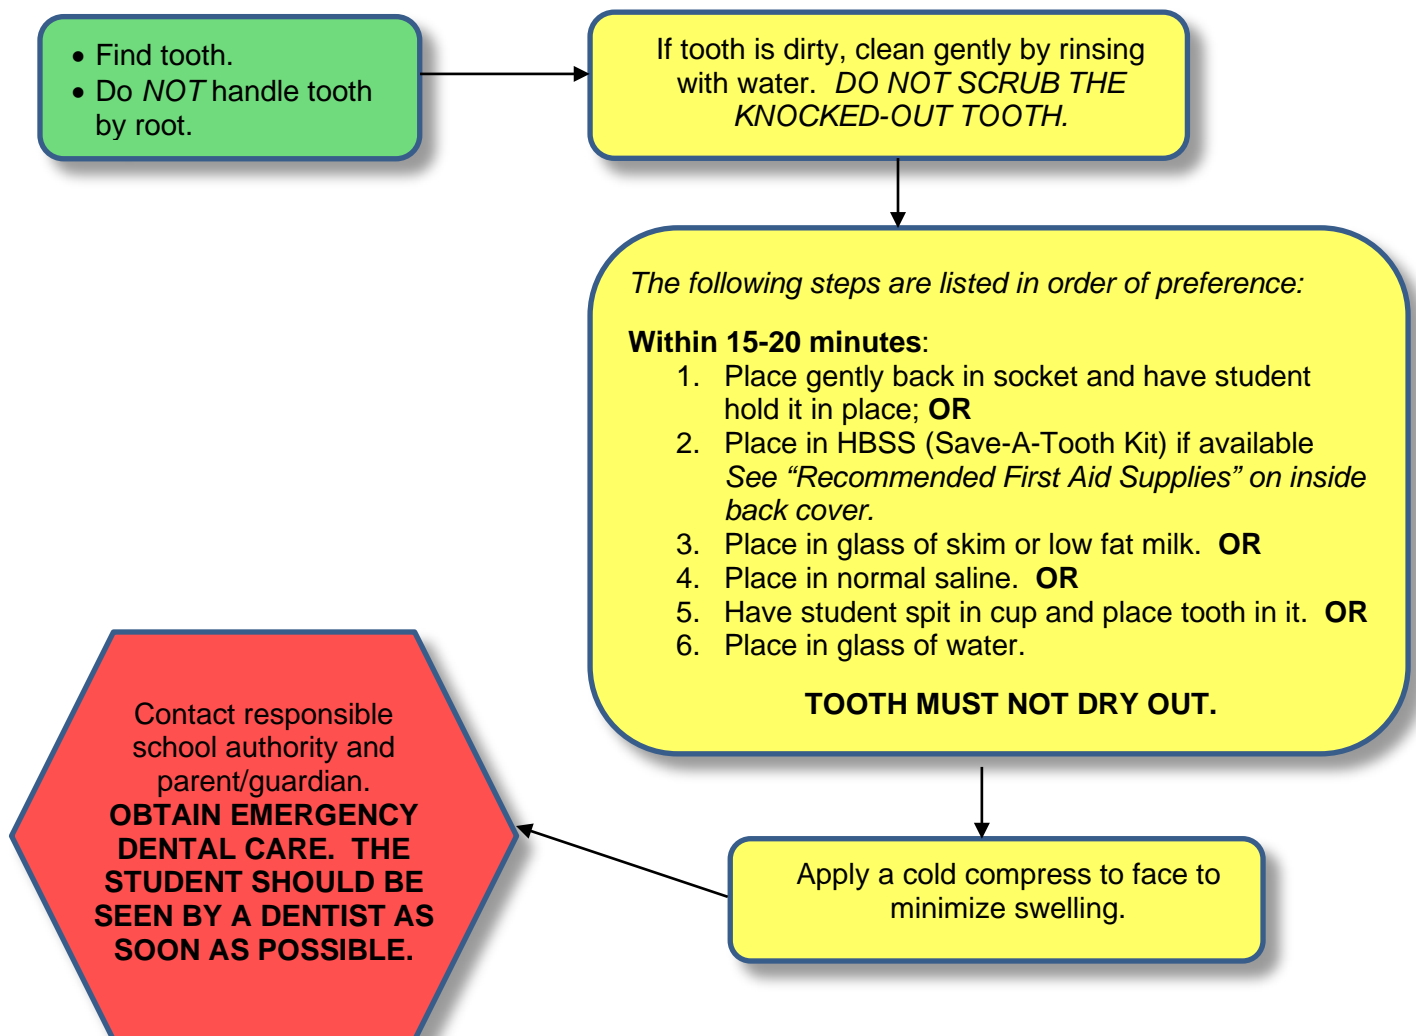 • Find tooth.
• Do NOT handle tooth
by root.
If tooth is dirty, clean gently by rinsing
with water.  DO NOT SCRUB THE
KNOCKED-OUT TOOTH.
The following steps are listed in order of preference:
Within 15-20 minutes:
1. Place gently back in socket and have student
hold it in place; OR
2. Place in HBSS (Save-A-Tooth Kit) if available
See “Recommended First Aid Supplies” on inside
back cover.
3. Place in glass of skim or low fat milk.  OR
4. Place in normal saline.  OR
5. Have student spit in cup and place tooth in it.  OR
6. Place in glass of water.
TOOTH MUST NOT DRY OUT.
Apply a cold compress to face to
minimize swelling.
Contact responsible
school authority and
parent/guardian.
OBTAIN EMERGENCY
DENTAL CARE.  THE
STUDENT SHOULD BE
SEEN BY A DENTIST AS
SOON AS POSSIBLE.